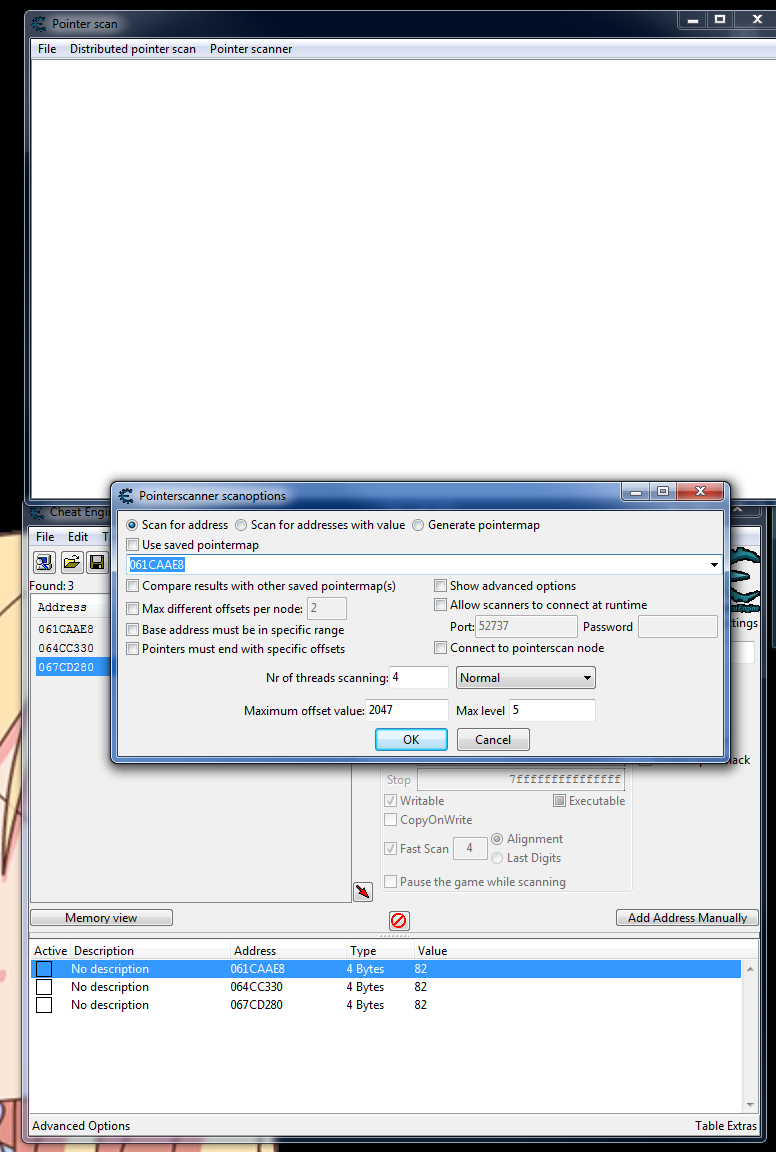 Pointer scan
File Distributed pointer scan Pointer scanner
Pointerscanner scanoptions
Scan for address Scan for addresses with value Generate pointermap
Use saved pointermap
061CAAE8
Compare results with other saved pointermap(s) Show advanced options
Max different offsets per node: 2 Allow scanners to connect at runtime
Base address must be in specific range Port: 52737 Password
Pointers must end with specific offsets Connect to pointerscan node
Nr of threads scanning: 4 Normal
Maximum offset value: 2047 Max level 5
OK Cancel
Cheat Engin
File Edit T
Found:3
Address
061CAAE8
064CC330
067CD280
ttings
Stop 7fffffffffffffff
Writable Executable
CopyOnWrite
Fast Scan 4 Alignment
Last Digits
Pause the game while scanning
Memory view Add Address Manually
Active Description Address Type Value
No description 061CAAE8 4 Bytes 82
No description 064CC330 4 Bytes 82
No description 067CD280 4 Bytes 82
Advanced Options Table Extras